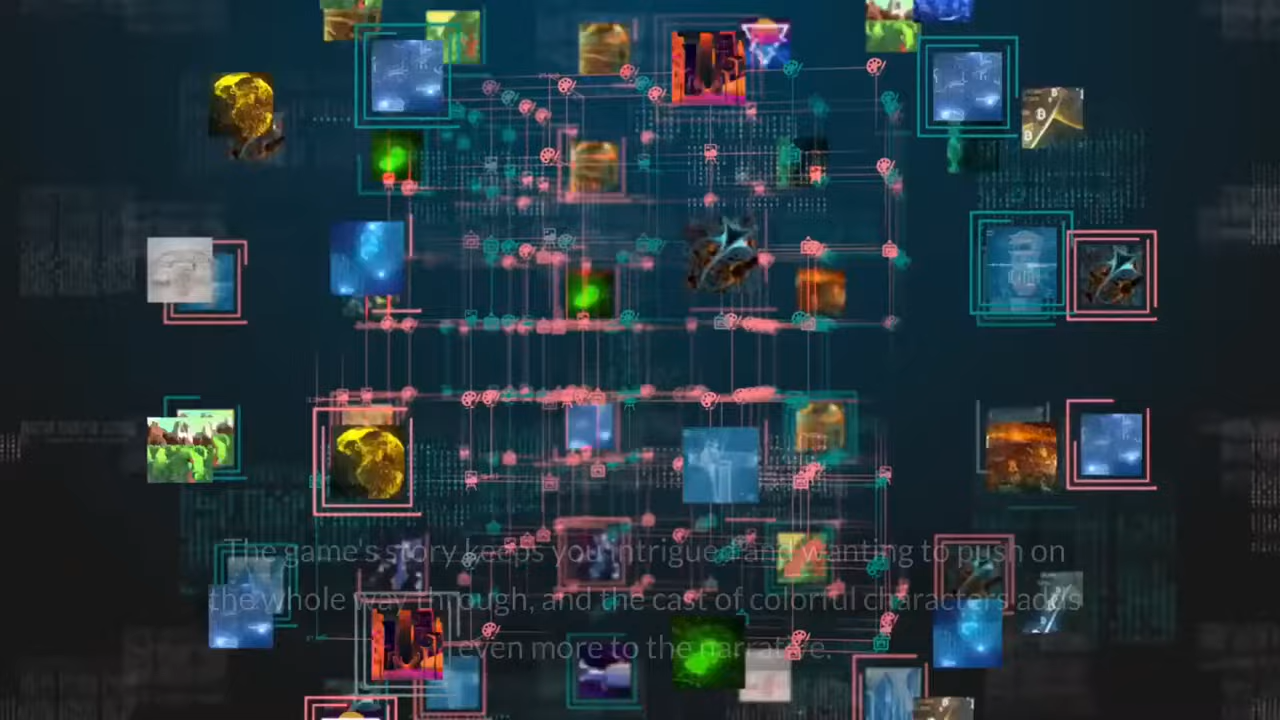 The game's story keeps you intrigued and wanting to push on
the whole way through, and the cast of colorful characters adds
even more to the narrative.